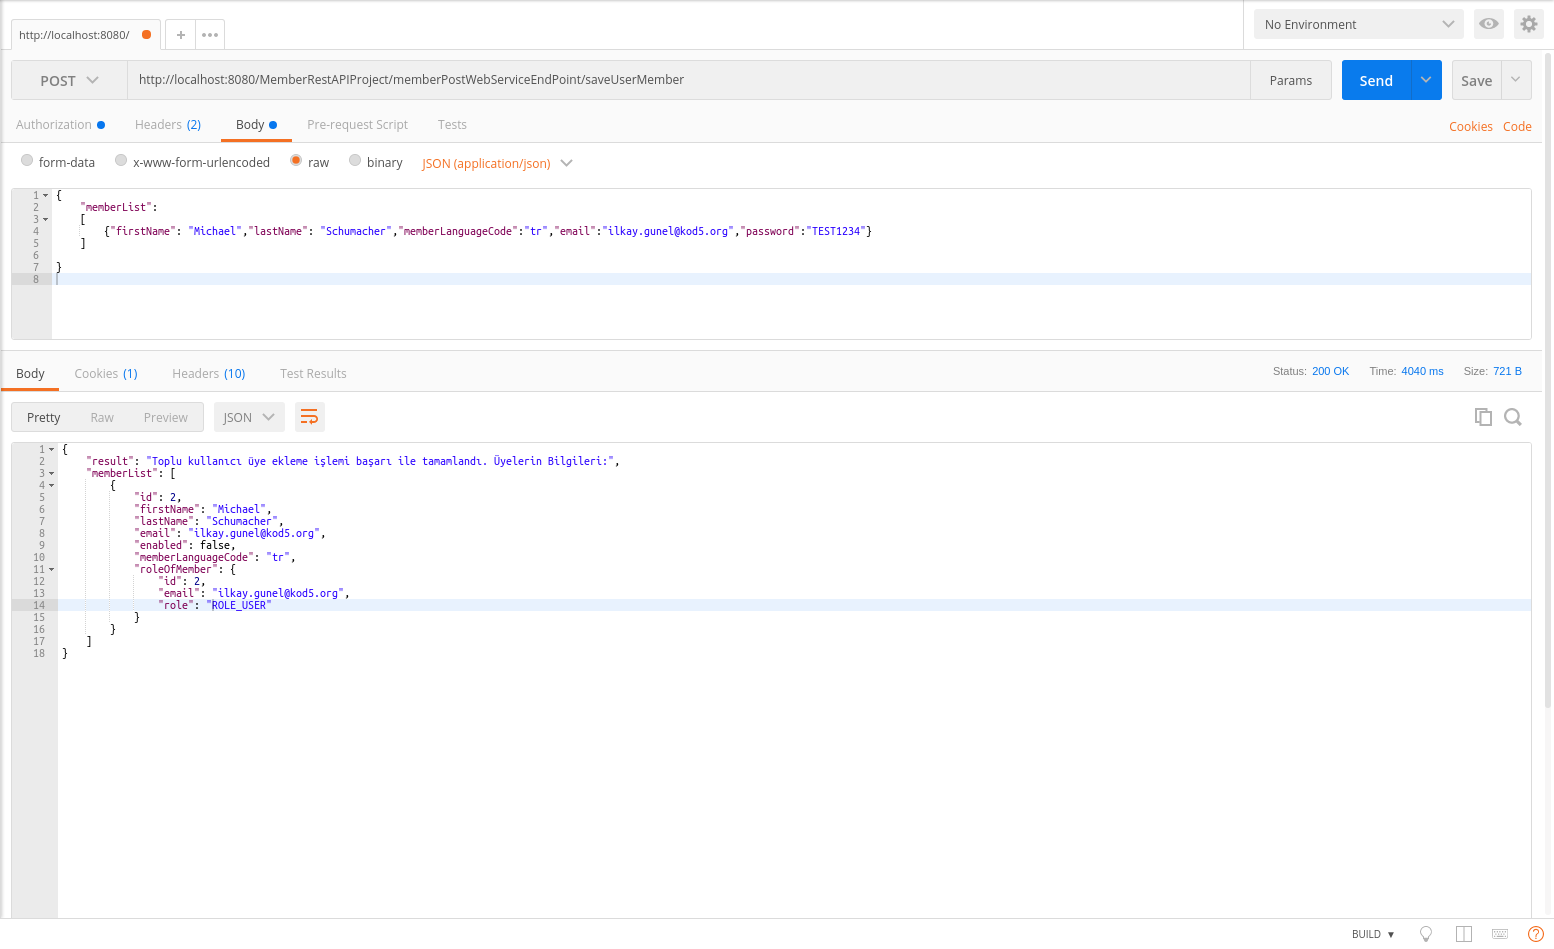 http://localhost:8080/
No Environment
POST http://localhost:8080/MemberRestAPIProject/memberPostWebServiceEndPoint/saveUserMember Params Send Save
Authorization Headers (2) Body Pre-request Script Tests Cookies Code
form-data x-www-form-urlencoded raw binary JSON (application/json)
1 {
2 "memberList":
3 [
4 {"firstName": "Michael","lastName": "Schumacher","memberLanguageCode":"tr","email":"ilkay.gunel@kod5.org","password":"TEST1234"}
5 ]
6
7 }
8
Body Cookies (1) Headers (10) Test Results Status: 200 OK Time: 4040 ms Size: 721 B
Pretty Raw Preview JSON
1 {
2 "result": "Toplu kullanıcı üye ekleme işlemi başarı ile tamamlandı. Üyelerin Bilgileri:",
3 "memberList": [
4 {
5 "id": 2,
6 "firstName": "Michael",
7 "lastName": "Schumacher",
8 "email": "ilkay.gunel@kod5.org",
9 "enabled": false,
10 "memberLanguageCode": "tr",
11 "roleOfMember": {
12 "id": 2,
13 "email": "ilkay.gunel@kod5.org",
14 "role": "ROLE_USER"
15 }
16 }
17 ]
18 }
BUILD